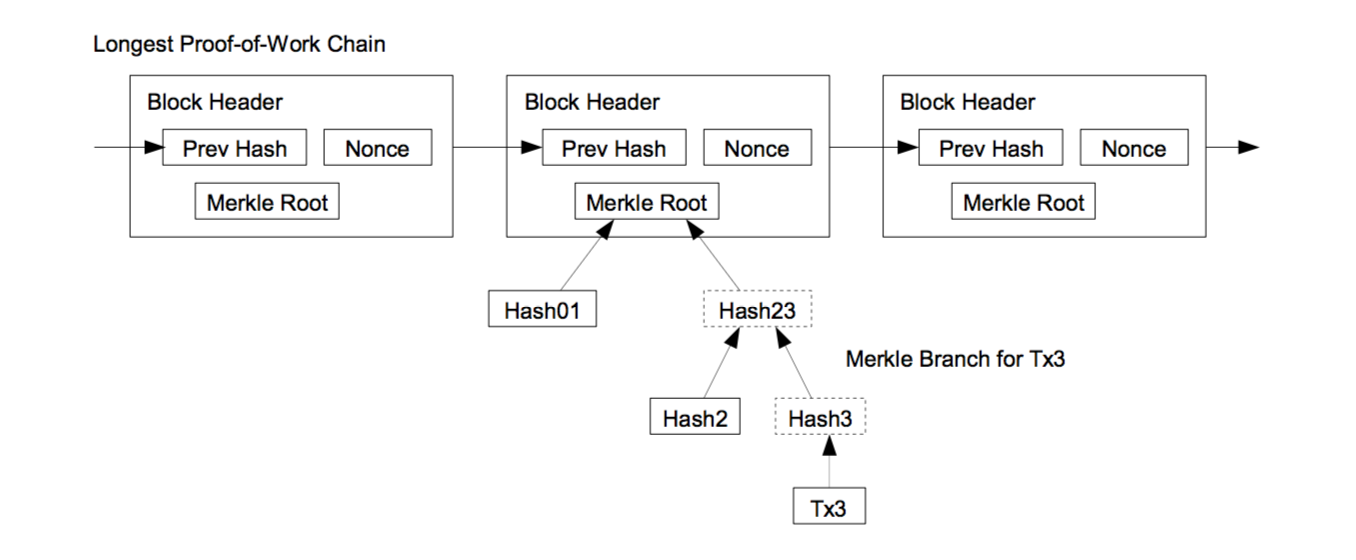 Longest Proof-of-Work Chain
Block Header
Prev Hash
Nonce
Merkle Root
Block Header
Prev Hash
Nonce
Merkle Root
Block Header
Prev Hash
Nonce
Merkle Root
Hash01
Hash23
Merkle Branch for Tx3
Hash2
Hash3
Tx3